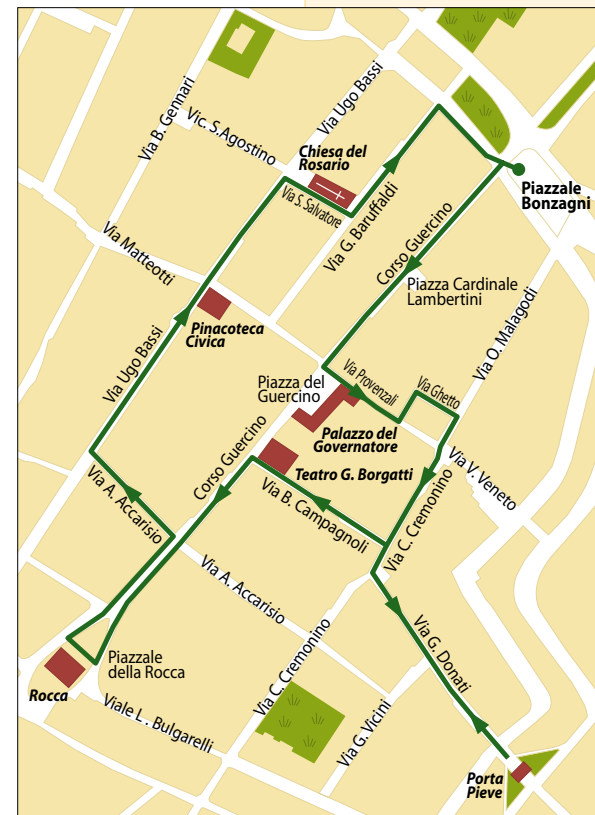 Via B. Gennari
Vic. S.Agostino
Via Ugo Bassi
Chiesa del
Rosario
Via S. Salvatore
Via G. Baruffaldi
Piazzale
Bonzagni
Via Matteotti
Corso Guercino
Piazza Cardinale
Lambertini
Via O. Malagodi
Pinacoteca
Civica
Via Ugo Bassi
Piazza del
Guercino
Via Provenzali
Via Ghetto
Palazzo del
Governatore
Teatro G. Borgatti
Via V. Veneto
Corso Guercino
Via A. Accarisio
Via B. Campagnoli
Via C. Cremonino
Via A. Accarisio
Via G. Donati
Piazzale
della Rocca
Via C. Cremonino
Rocca
Viale L. Bulgarelli
Via G. Vicini
Porta
Pieve